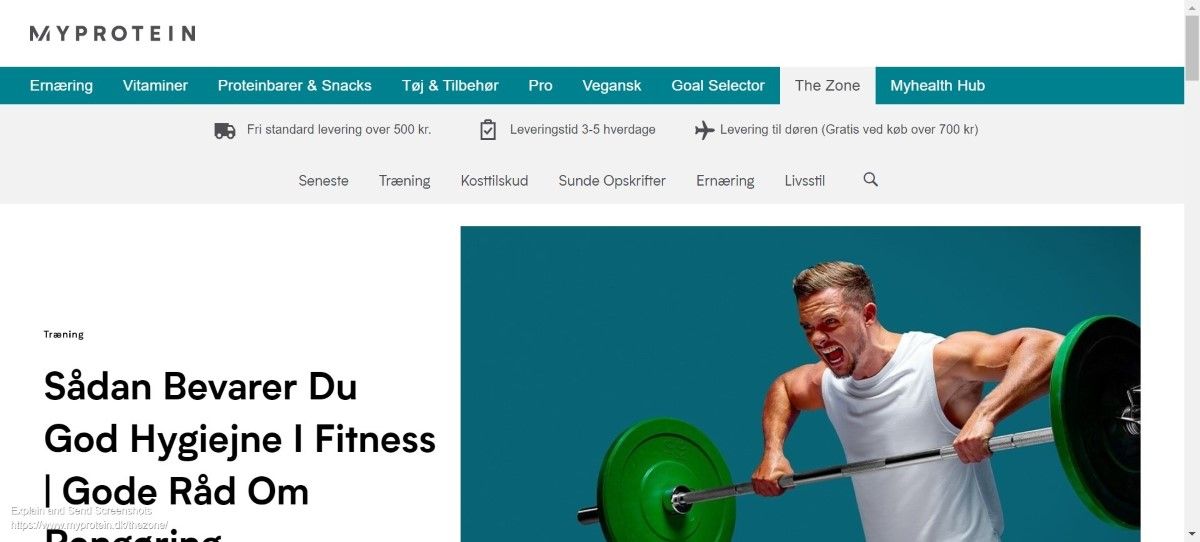 MYPROTEIN
Ernæring Vitaminer Proteinbarer & Snacks Tøj & Tilbehør Pro Vegansk Goal Selector The Zone Myhealth Hub
Fri standard levering over 500 kr. Leveringstid 3-5 hverdage Levering til døren (Gratis ved køb over 700 kr)
Seneste Træning Kosttilskud Sunde Opskrifter Ernæring Livsstil
Træning
Sådan Bevarer Du
God Hygiejne I Fitness
| Gode Råd Om
Rengøring
Explain and Send Screenshots
https://www.myprotein.dk/thezone/